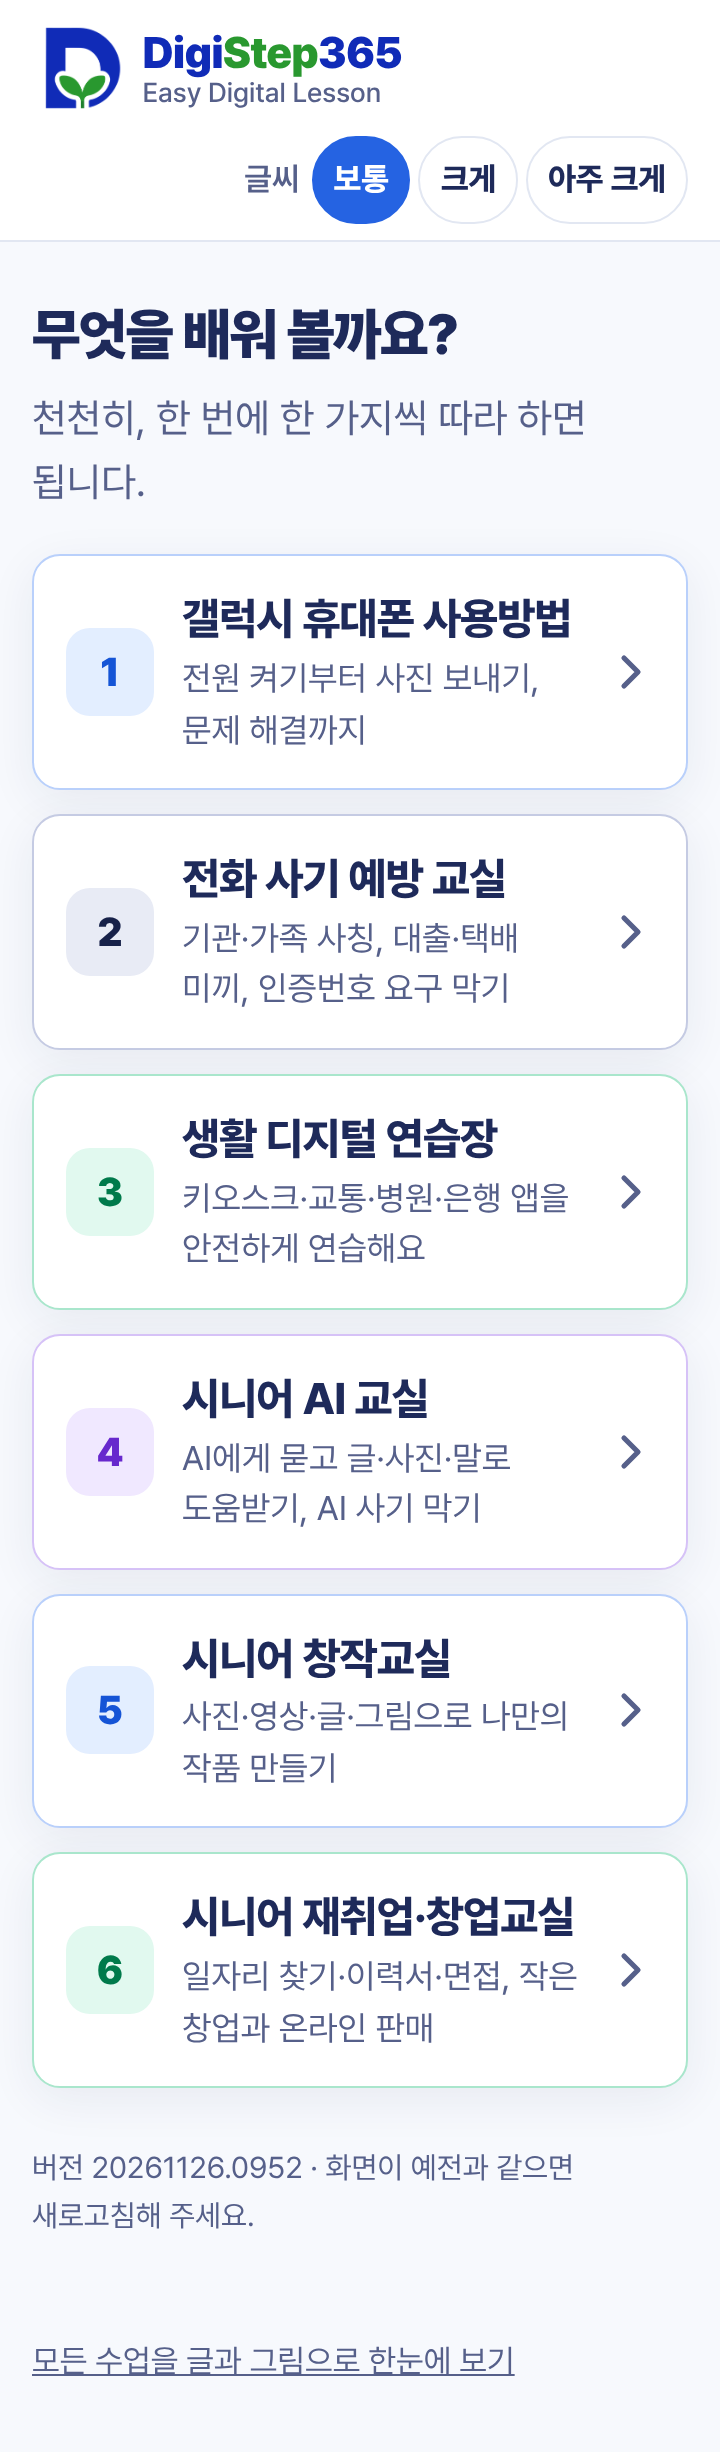 DigiStep365
Easy Digital Lesson
글씨 보통 크게 아주 크게
무엇을 배워 볼까요?
천천히, 한 번에 한 가지씩 따라 하면
됩니다.
1
갤럭시 휴대폰 사용방법
전원 켜기부터 사진 보내기,
문제 해결까지
2
전화 사기 예방 교실
기관·가족 사칭, 대출·택배
미끼, 인증번호 요구 막기
3
생활 디지털 연습장
키오스크·교통·병원·은행 앱을
안전하게 연습해요
4
시니어 AI 교실
AI에게 묻고 글·사진·말로
도움받기, AI 사기 막기
5
시니어 창작교실
사진·영상·글·그림으로 나만의
작품 만들기
6
시니어 재취업·창업교실
일자리 찾기·이력서·면접, 작은
창업과 온라인 판매
버전 20261126.0952 · 화면이 예전과 같으면
새로고침해 주세요.
모든 수업을 글과 그림으로 한눈에 보기